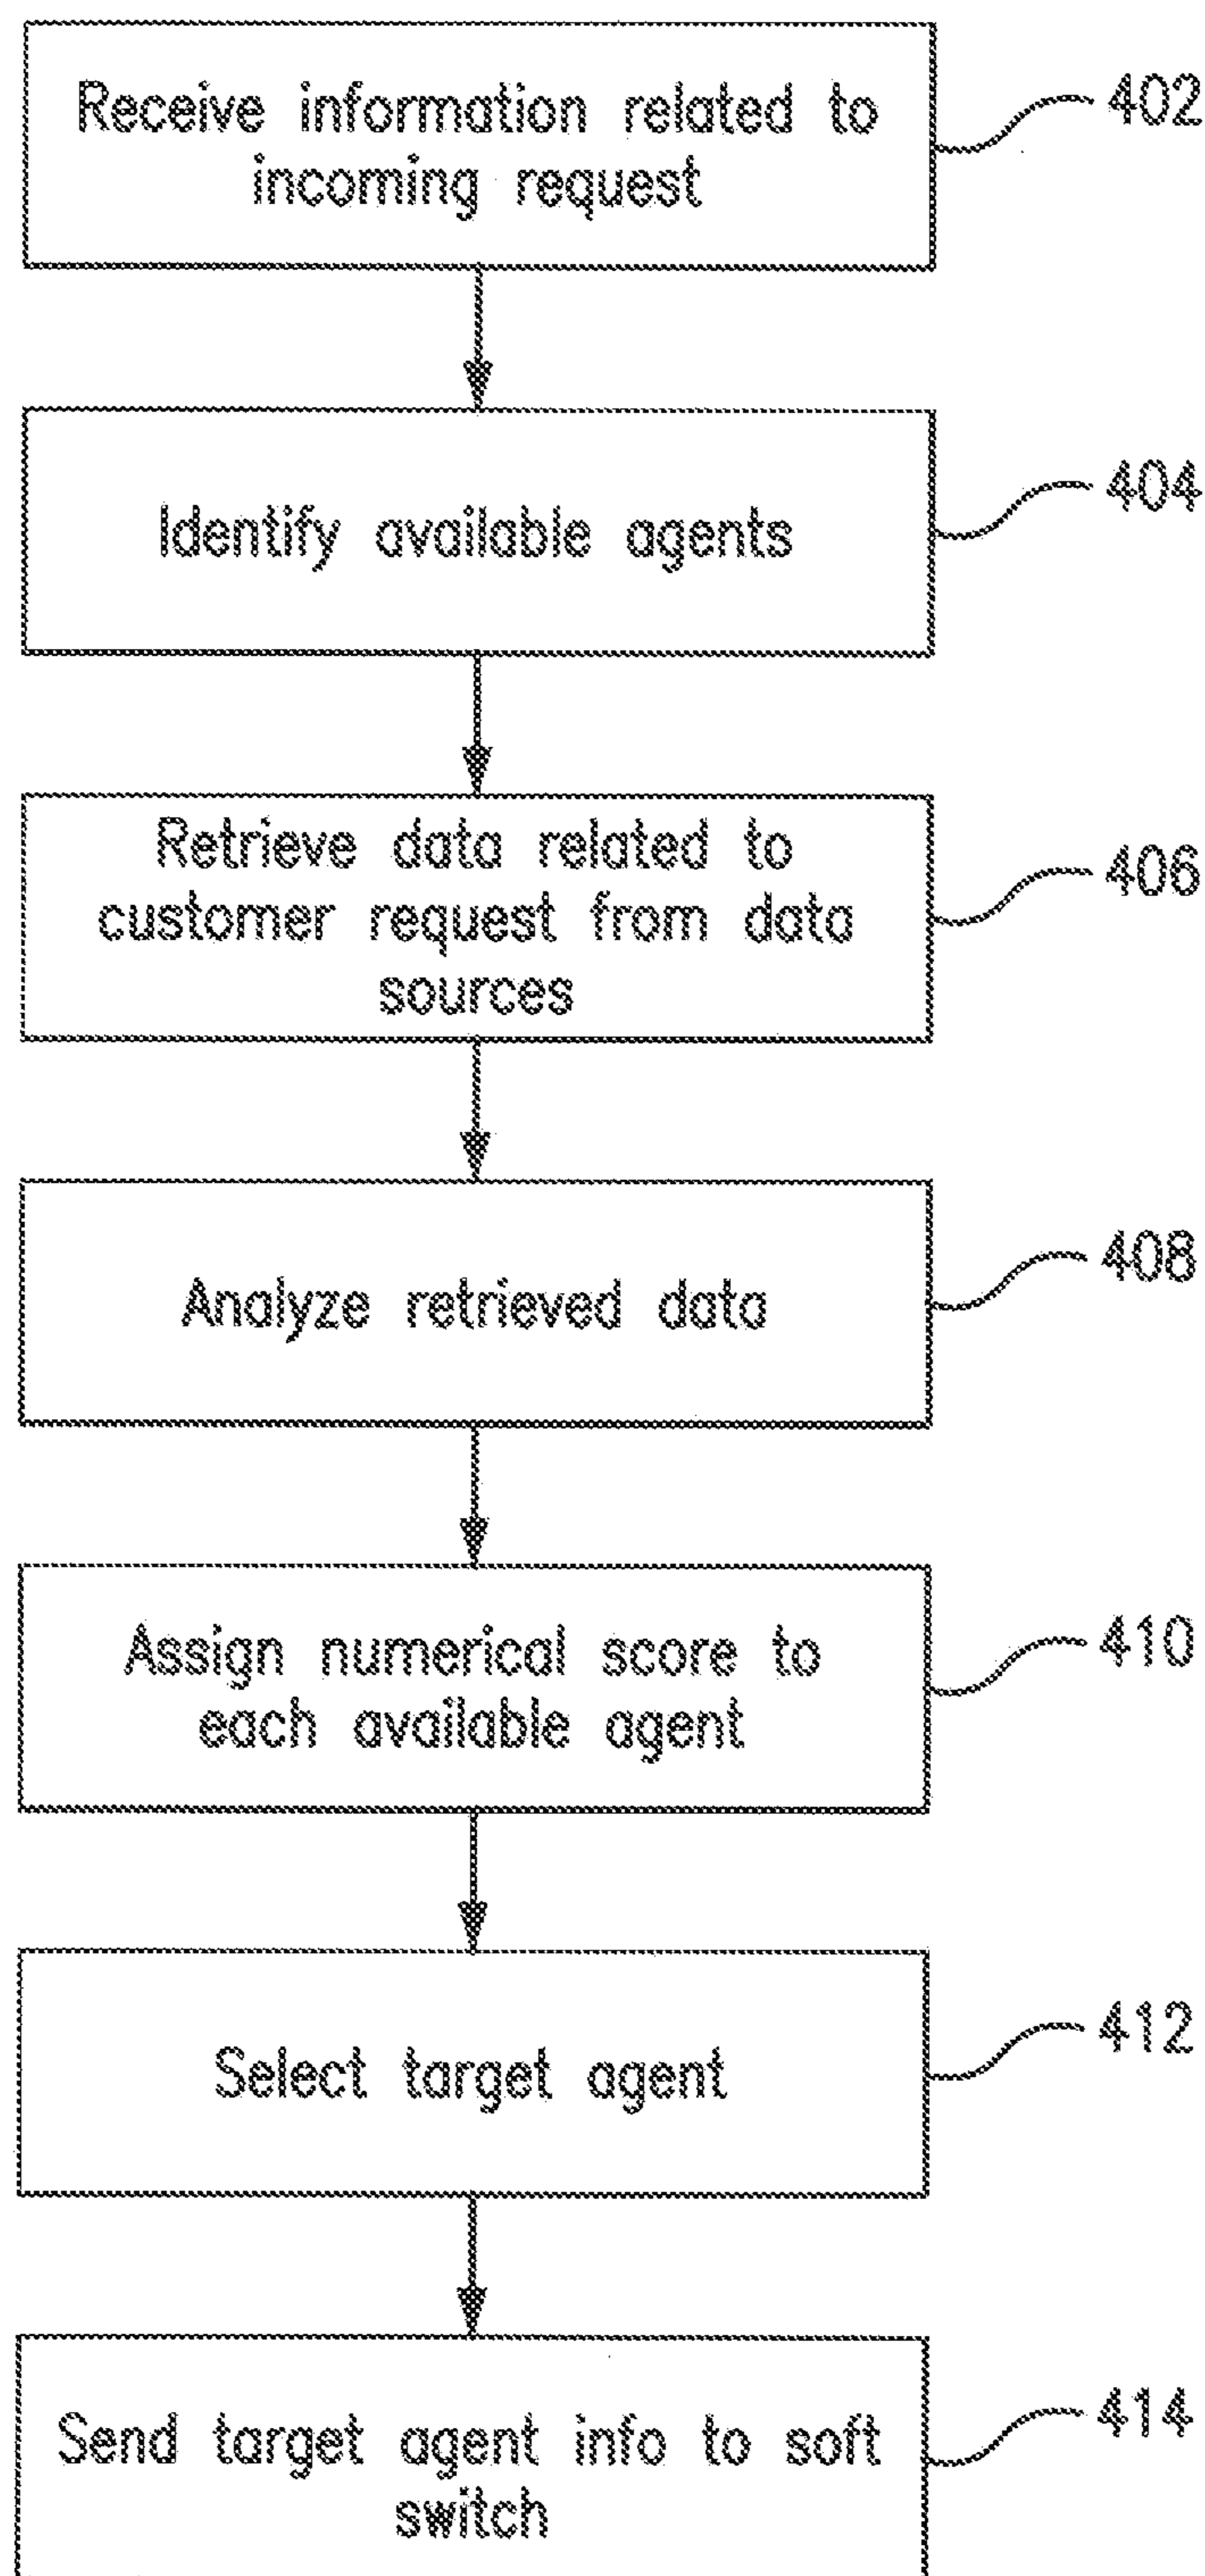 Receive information related to
incoming request
402
Identify available agents
404
Retrieve data related to
customer request from data
sources
406
Analyze retrieved data
408
Assign numerical score to
each available agent
410
Select target agent
412
Send target agent info to soft
switch
414